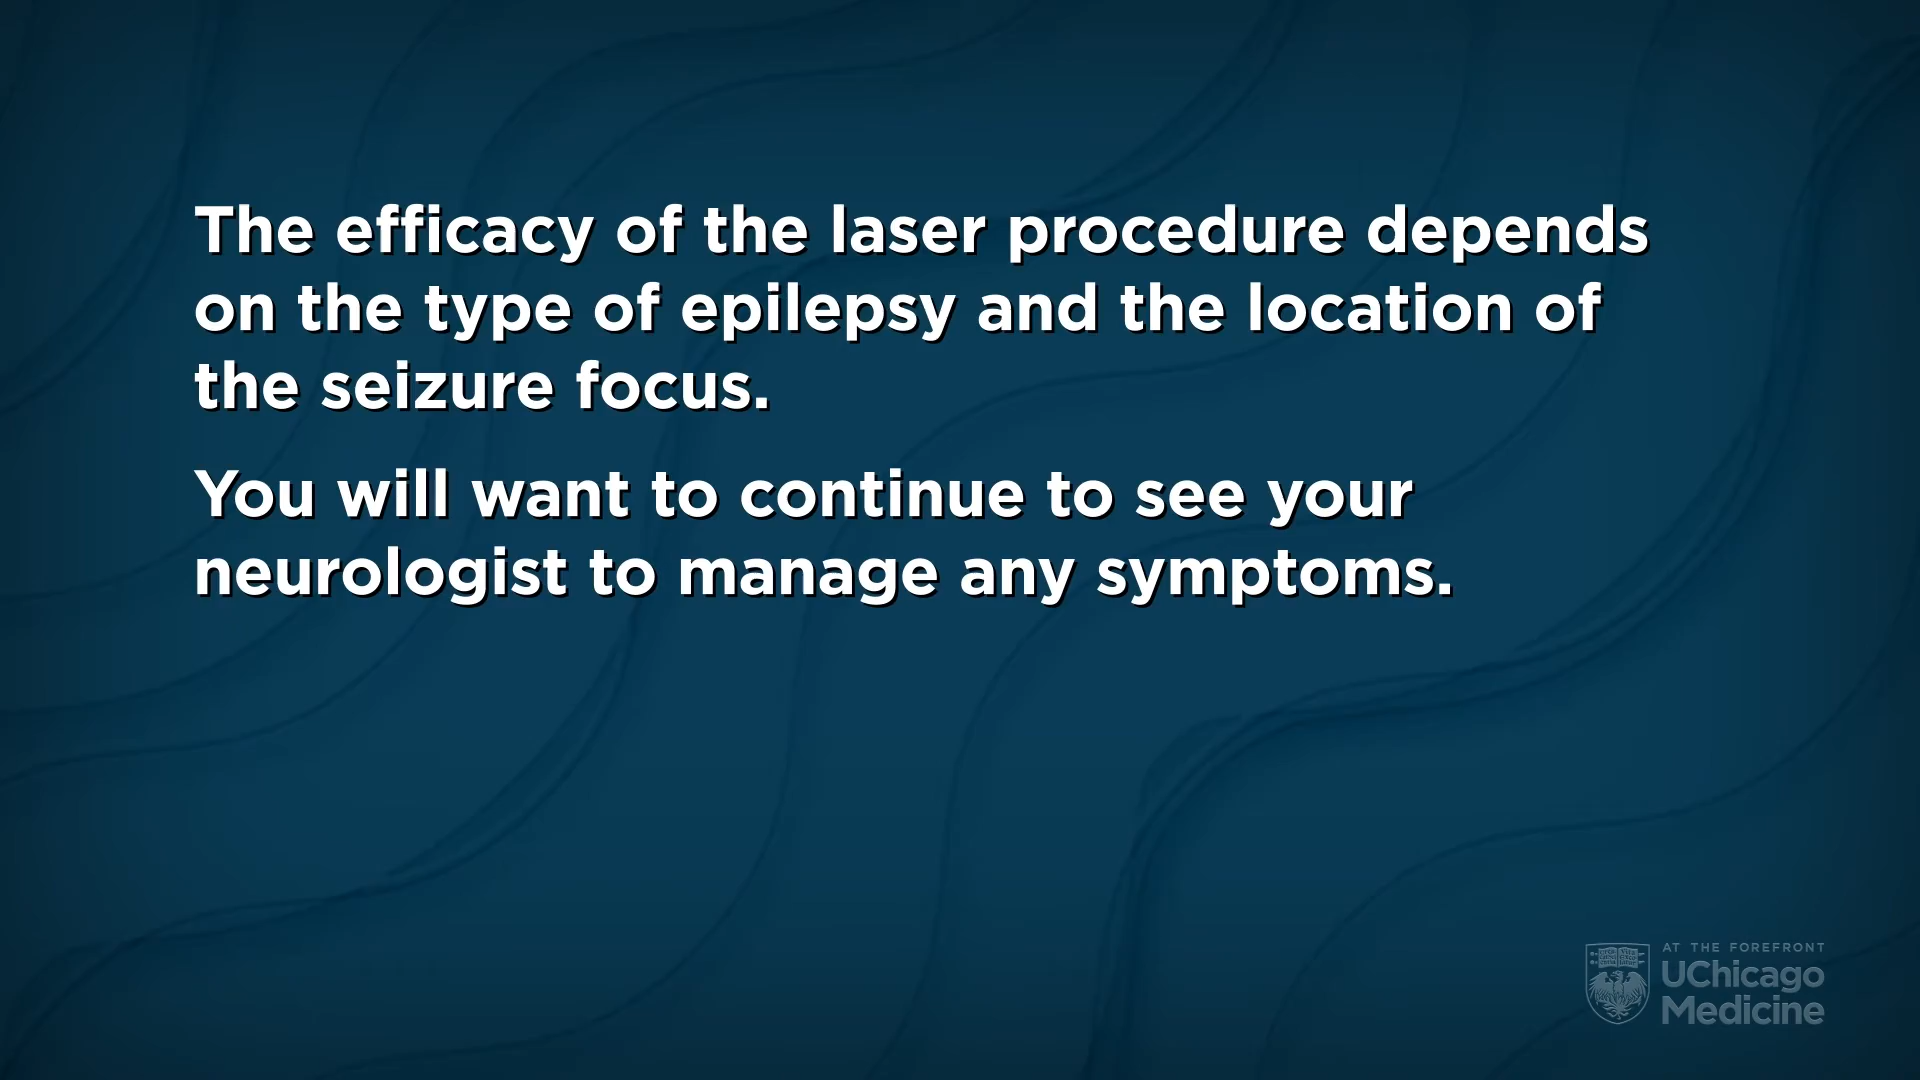 The efficacy of the laser procedure depends
on the type of epilepsy and the location of
the seizure focus.
You will want to continue to see your
neurologist to manage any symptoms.
AT THE FOREFRONT
UChicago
Medicine